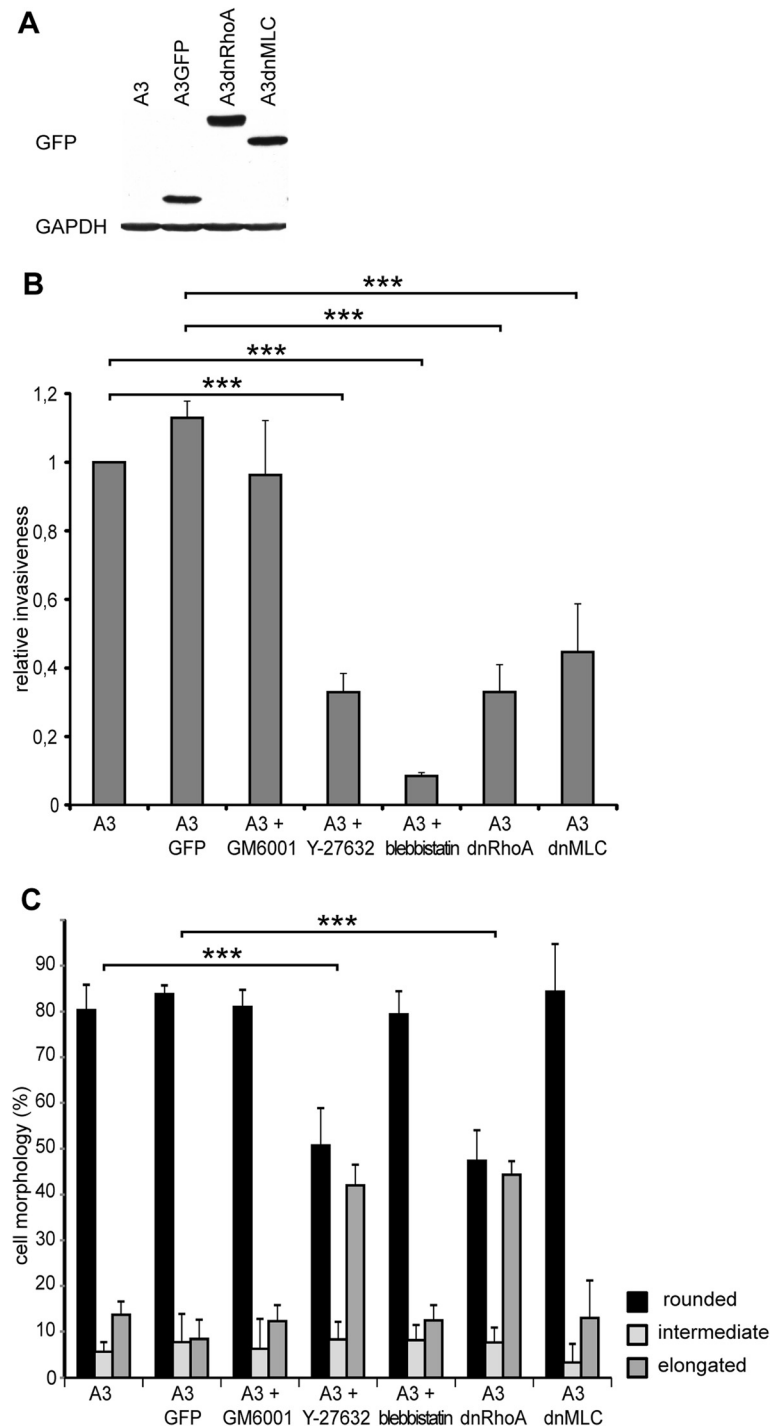 A
A3
A3GFP
A3dnRhoA
A3dnMLC
GFP
GAPDH
B
***
***
***
***
relative invasiveness
1,2
1
0,8
0,6
0,4
0,2
0
A3 A3 A3 + A3 + A3 + A3 A3
GFP GM6001 Y-27632 blebbistatin dnRhoA dnMLC
C
***
***
cell morphology (%)
90
80
70
60
50
40
30
20
10
0
rounded
intermediate
elongated
A3 A3 A3 + A3 + A3 + A3 A3
GFP GM6001 Y-27632 blebbistatin dnRhoA dnMLC